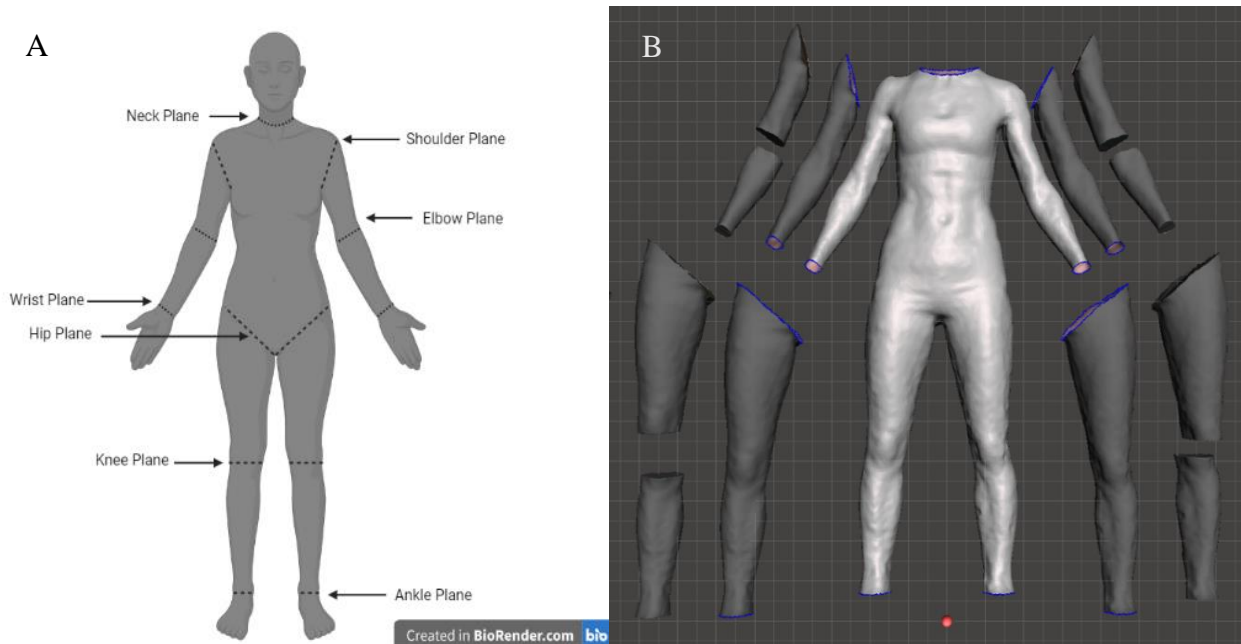 A
B
Neck Plane
Shoulder Plane
Elbow Plane
Wrist Plane
Hip Plane
Knee Plane
Ankle Plane
Created in BioRender.com bio